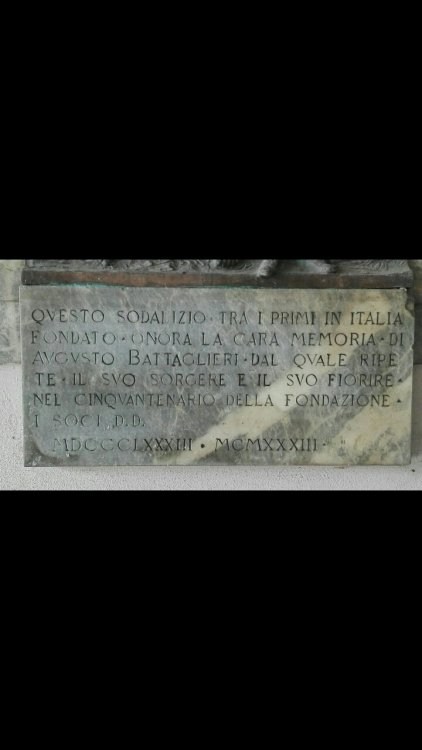 QVESTO SODALIZIO · TRA I PRIMI IN ITALIA
FONDATO · ONORA LA CARA MEMORIA · DI
AVGVSTO BATTAGLIERI · DAL QVALE RIPE
TE · IL SVO SORGERE E IL SVO FIORIRE ·
NEL CINQVANTENARIO DELLA FONDAZIONE ·
I SOCI D.D.
MDCCCLXXXIII · MCMXXXIII ·